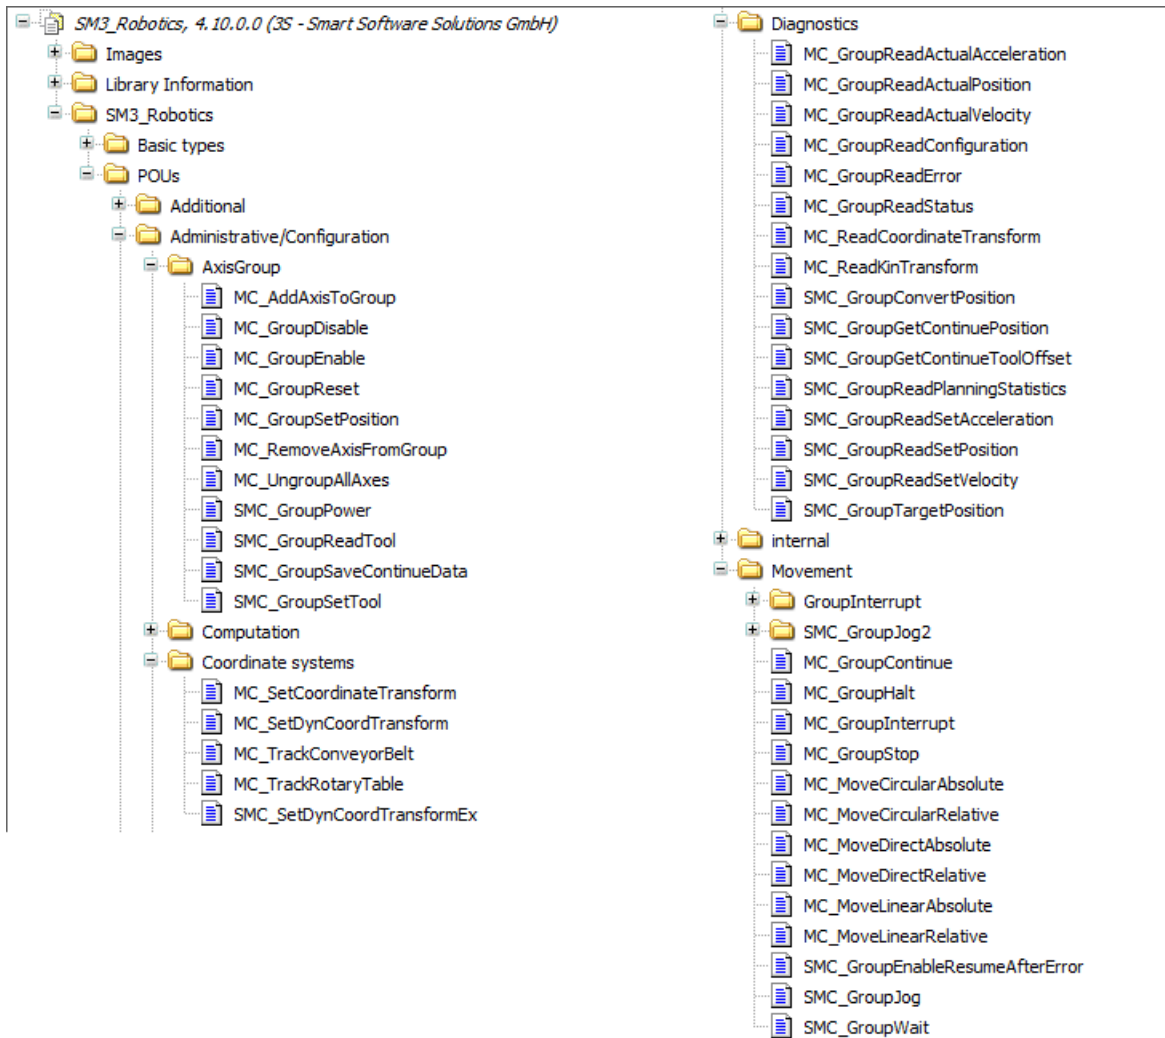 SM3_Robotics, 4.10.0.0 (3S - Smart Software Solutions GmbH)
Images
Library Information
SM3_Robotics
Basic types
POUs
Additional
Administrative/Configuration
AxisGroup
MC_AddAxisToGroup
MC_GroupDisable
MC_GroupEnable
MC_GroupReset
MC_GroupSetPosition
MC_RemoveAxisFromGroup
MC_UngroupAllAxes
SMC_GroupPower
SMC_GroupReadTool
SMC_GroupSaveContinueData
SMC_GroupSetTool
Computation
Coordinate systems
MC_SetCoordinateTransform
MC_SetDynCoordTransform
MC_TrackConveyorBelt
MC_TrackRotaryTable
SMC_SetDynCoordTransformEx
Diagnostics
MC_GroupReadActualAcceleration
MC_GroupReadActualPosition
MC_GroupReadActualVelocity
MC_GroupReadConfiguration
MC_GroupReadError
MC_GroupReadStatus
MC_ReadCoordinateTransform
MC_ReadKinTransform
SMC_GroupConvertPosition
SMC_GroupGetContinuePosition
SMC_GroupGetContinueToolOffset
SMC_GroupReadPlanningStatistics
SMC_GroupReadSetAcceleration
SMC_GroupReadSetPosition
SMC_GroupReadSetVelocity
SMC_GroupTargetPosition
internal
Movement
GroupInterrupt
SMC_GroupJog2
MC_GroupContinue
MC_GroupHalt
MC_GroupInterrupt
MC_GroupStop
MC_MoveCircularAbsolute
MC_MoveCircularRelative
MC_MoveDirectAbsolute
MC_MoveDirectRelative
MC_MoveLinearAbsolute
MC_MoveLinearRelative
SMC_GroupEnableResumeAfterError
SMC_GroupJog
SMC_GroupWait